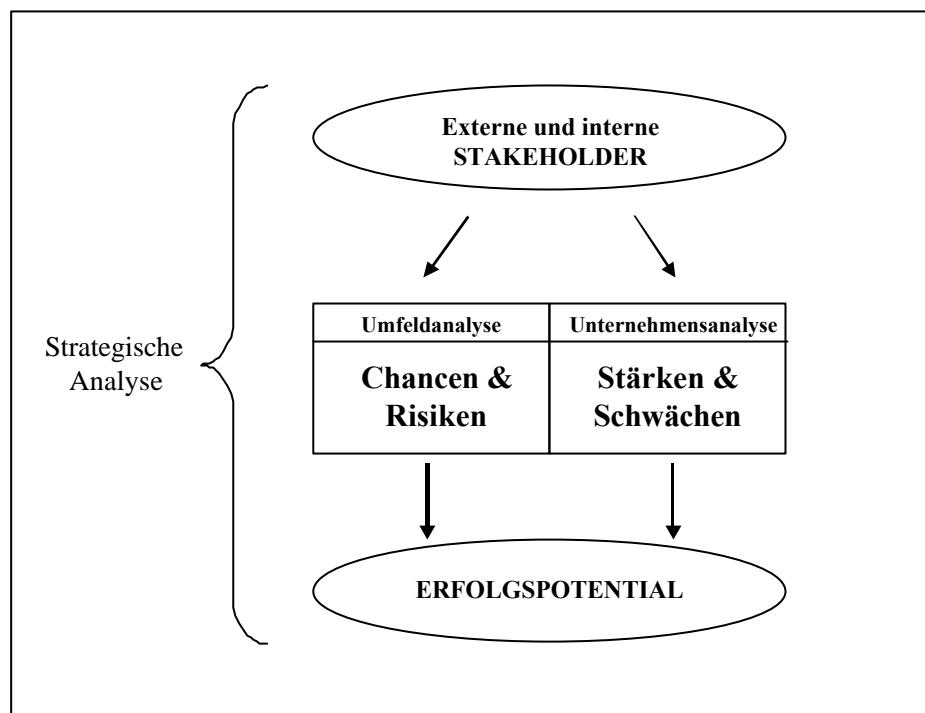 Externe und interne
STAKEHOLDER
Strategische
Analyse
Umfeldanalyse
Unternehmensanalyse
Chancen &
Risiken
Stärken &
Schwächen
ERFOLGSPOTENTIAL